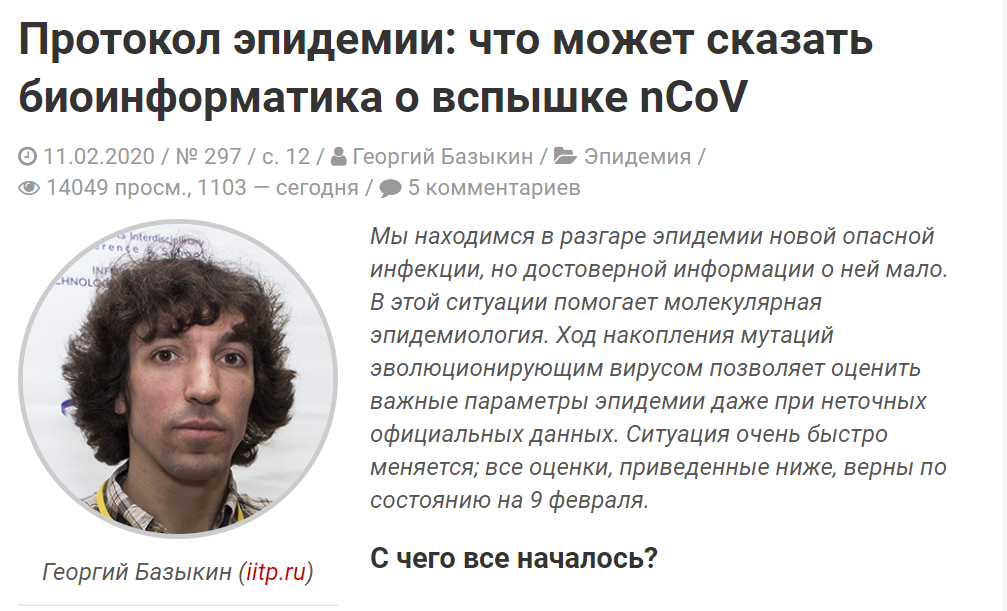 Протокол эпидемии: что может сказать
биоинформатика о вспышке nCoV
11.02.2020 / № 297 / с. 12 / Георгий Базыкин / Эпидемия /
14049 просм., 1103 — сегодня / 5 комментариев
Interdisciplinary
Мы находимся в разгаре эпидемии новой опасной
инфекции, но достоверной информации о ней мало.
В этой ситуации помогает молекулярная
эпидемиология. Ход накопления мутаций
эволюционирующим вирусом позволяет оценить
важные параметры эпидемии даже при неточных
официальных данных. Ситуация очень быстро
меняется; все оценки, приведенные ниже, верны по
состоянию на 9 февраля.
С чего все началось?
Георгий Базыкин (iitp.ru)